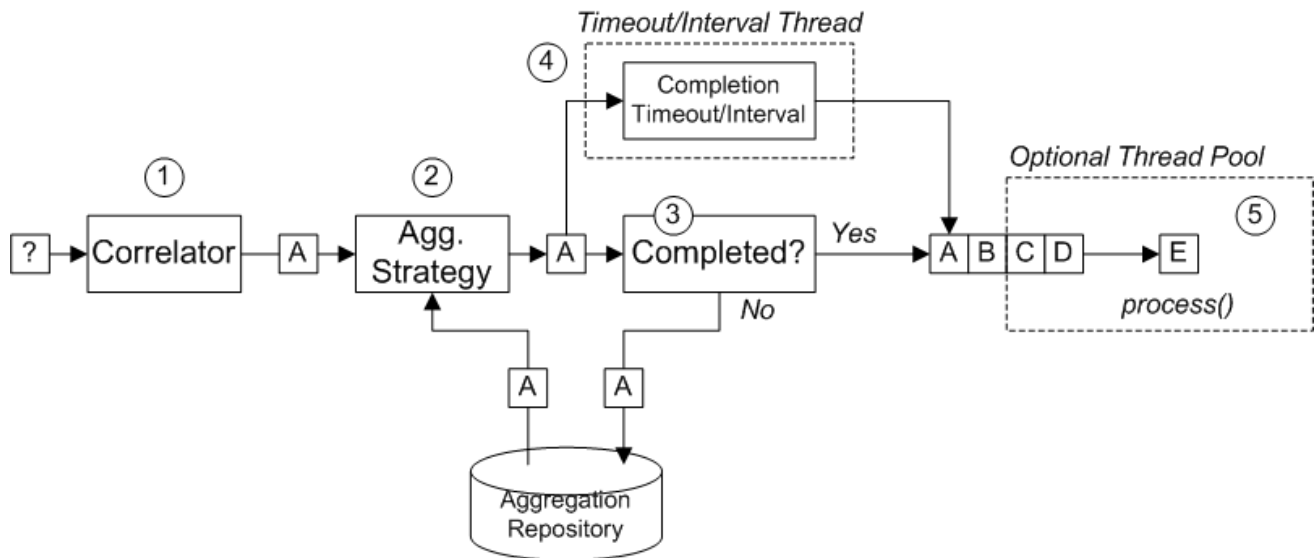 Timeout/Interval Thread
4
Completion
Timeout/Interval
Optional Thread Pool
1
2
3
5
?
Correlator
A
Agg.
Strategy
A
Completed?
Yes
A B C D
E
No
process()
A
A
Aggregation
Repository